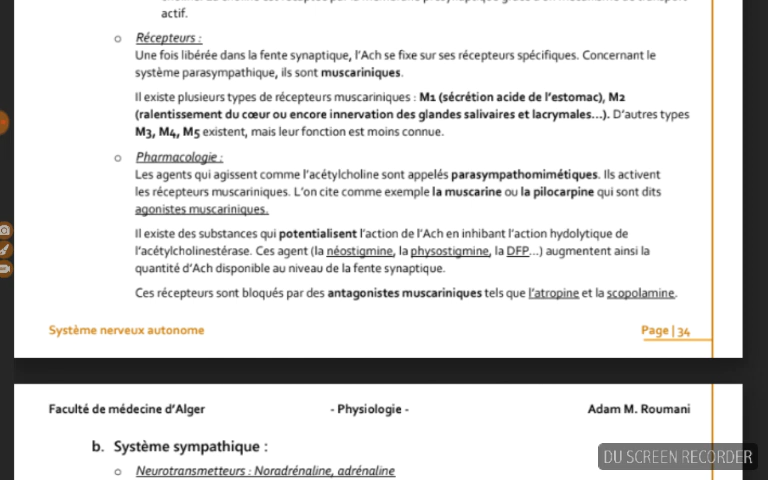 actif.
o Récepteurs :
Une fois libérée dans la fente synaptique, l'Ach se fixe sur ses récepteurs spécifiques. Concernant le
système parasympathique, ils sont muscariniques.
Il existe plusieurs types de récepteurs muscariniques : M1 (sécrétion acide de l'estomac), M2
(ralentissement du cœur ou encore innervation des glandes salivaires et lacrymales...). D'autres types
M3, M4, M5 existent, mais leur fonction est moins connue.
o Pharmacologie :
Les agents qui agissent comme l'acétylcholine sont appelés parasympathomimétiques. Ils activent
les récepteurs muscariniques. L'on cite comme exemple la muscarine ou la pilocarpine qui sont dits
agonistes muscariniques.
Il existe des substances qui potentialisent l'action de l'Ach en inhibant l'action hydolytique de
l'acétylcholinestérase. Ces agent (la néostigmine, la physostigmine, la DFP...) augmentent ainsi la
quantité d'Ach disponible au niveau de la fente synaptique.
Ces récepteurs sont bloqués par des antagonistes muscariniques tels que l'atropine et la scopolamine.
Système nerveux autonome Page | 34
Faculté de médecine d'Alger - Physiologie - Adam M. Roumani
b. Système sympathique :
DU SCREEN RECORDER
o Neurotransmetteurs : Noradrénaline, adrénaline